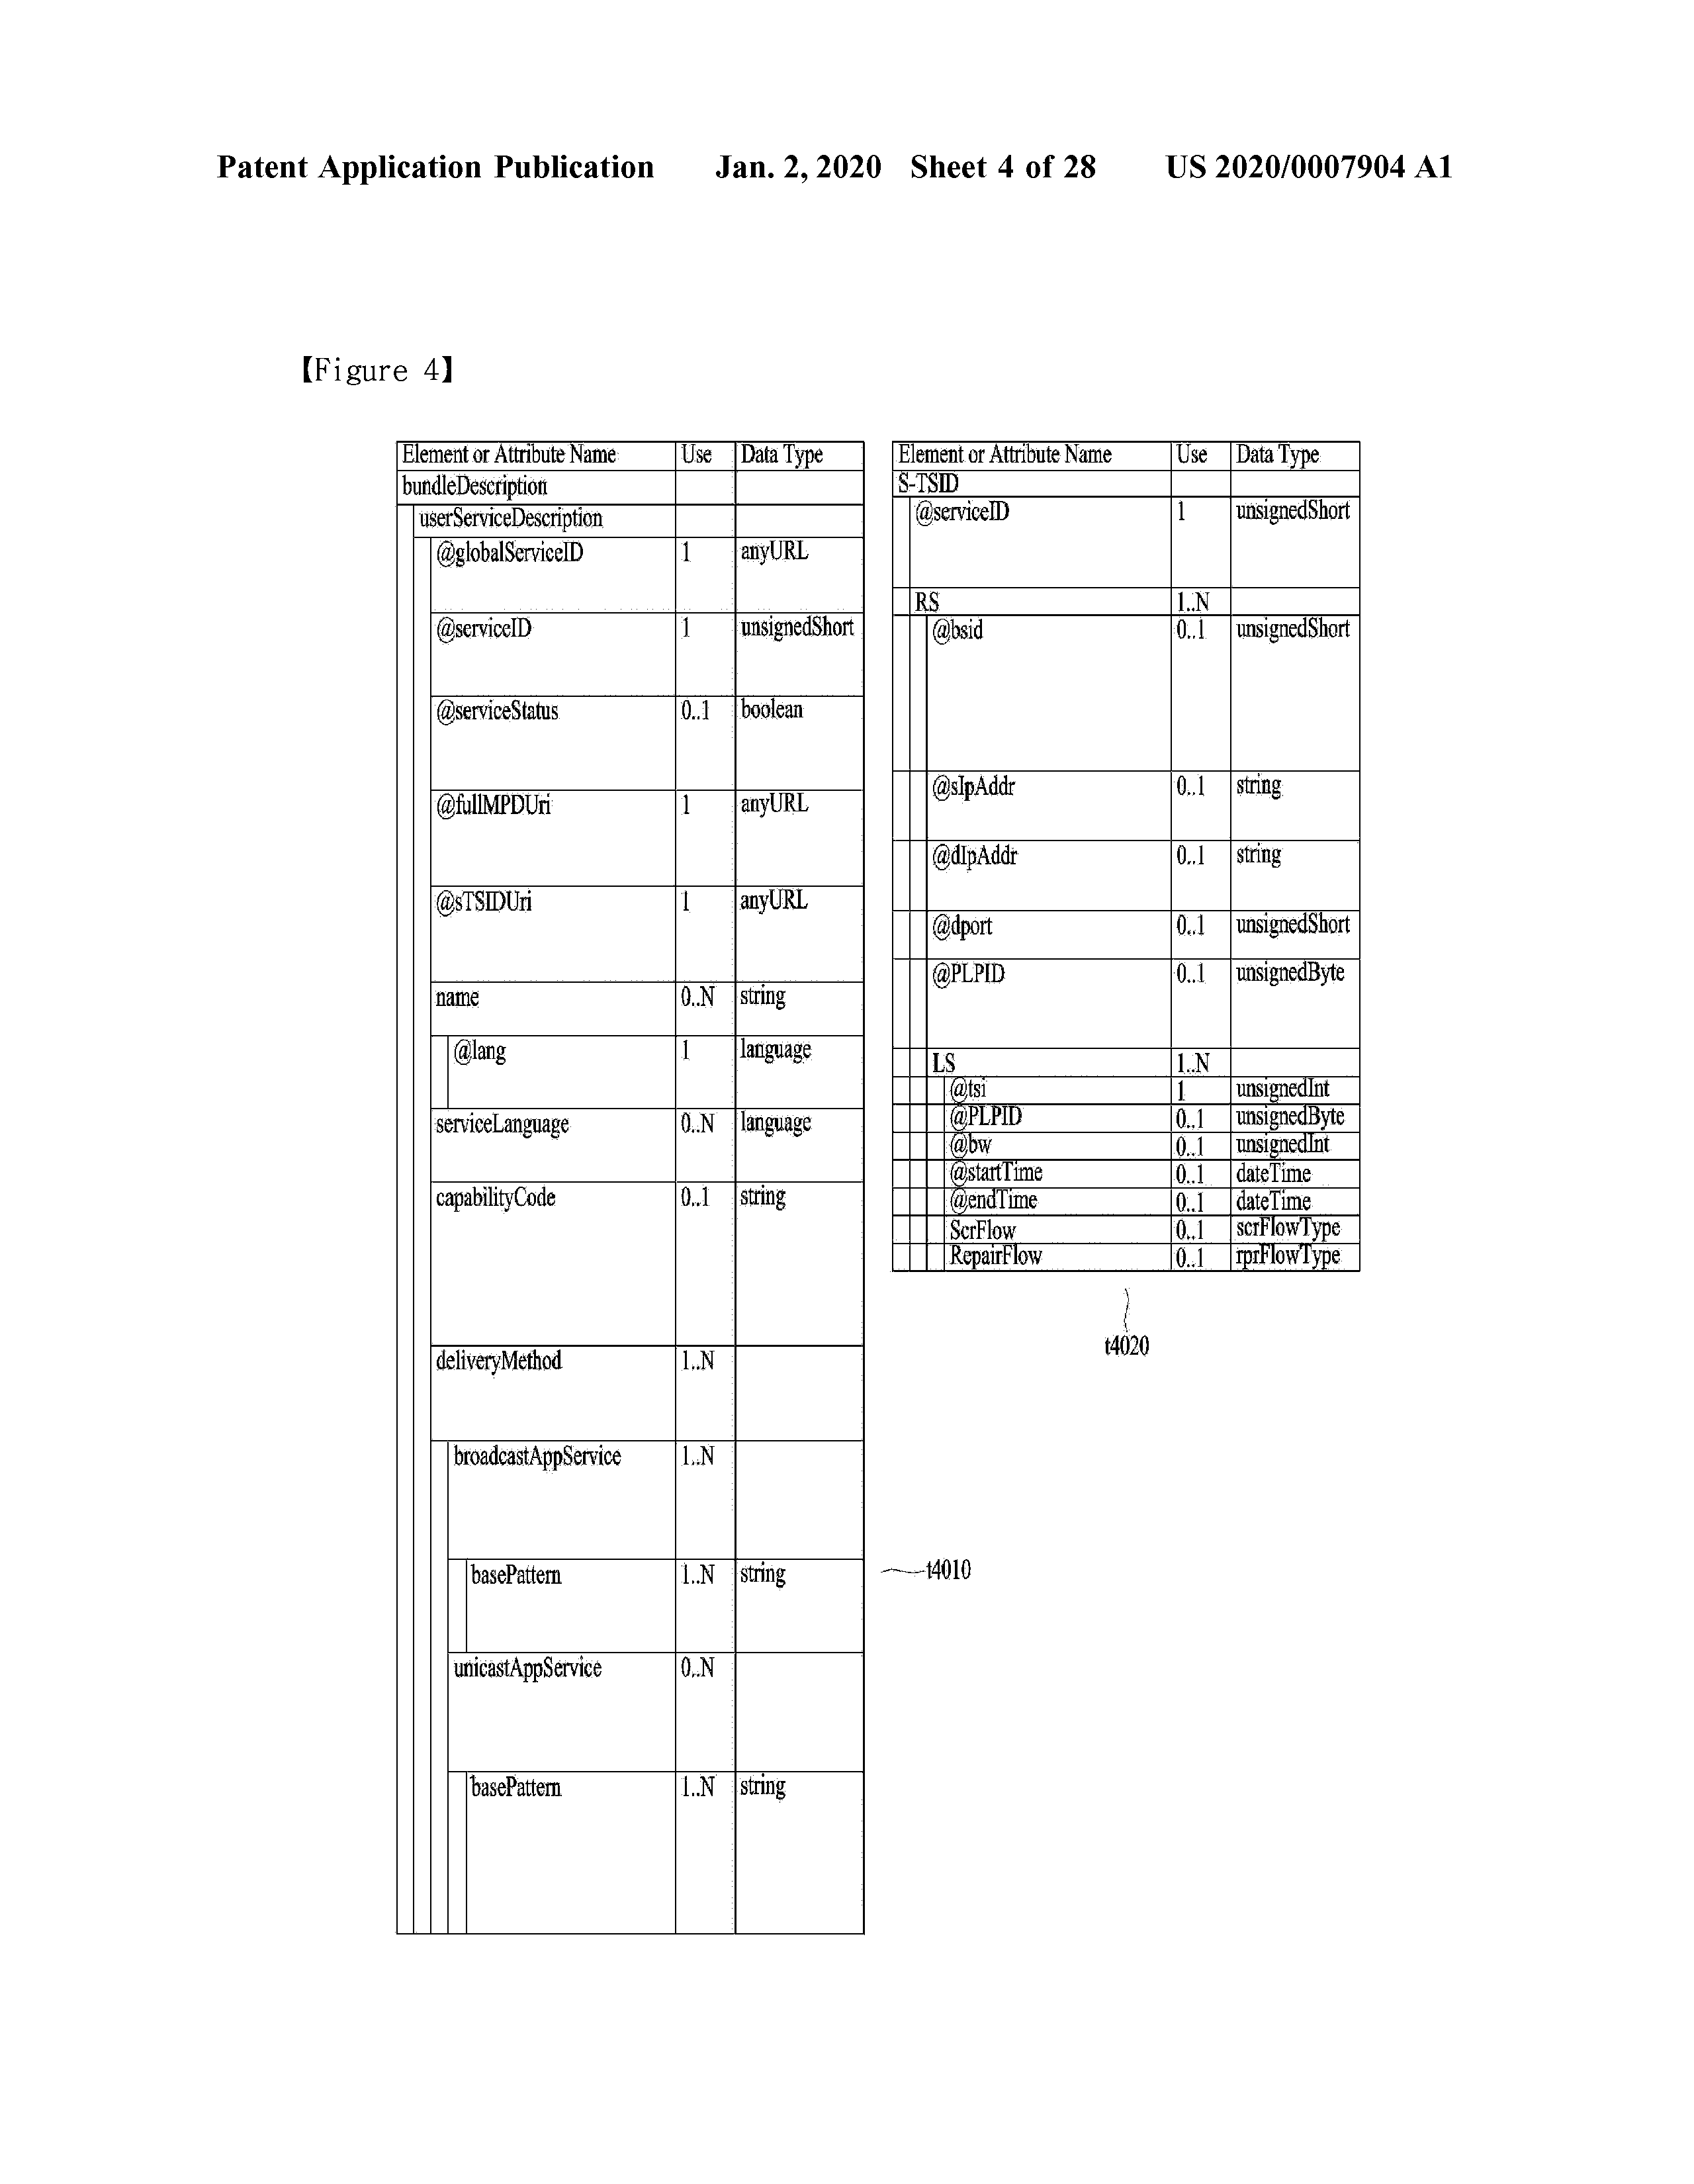 Patent Application Publication Jan. 2, 2020 Sheet 4 of 28 US 2020/0007904 A1
【Figure 4】
Element or Attribute Name Use Data Type
bundleDescription
userServiceDescription
@globalServiceID 1 anyURL
@serviceID 1 unsignedShort
@serviceStatus 0..1 boolean
@fullMPDUri 1 anyURL
@sTSIDUri 1 anyURL
name 0..N string
@lang 1 language
serviceLanguage 0..N language
capabilityCode 0..1 string
deliveryMethod 1..N
broadcastAppService 1..N
basePattern 1..N string
unicastAppService 0..N
basePattern 1..N string
t4010
Element or Attribute Name Use Data Type
S-TSID
@serviceID 1 unsignedShort
RS 1..N
@bsid 0..1 unsignedShort
@sIpAddr 0..1 string
@dIpAddr 0..1 string
@dport 0..1 unsignedShort
@PLPID 0..1 unsignedByte
LS 1..N
@tsi 1 unsignedInt
@PLPID 0..1 unsignedByte
@bw 0..1 unsignedInt
@startTime 0..1 dateTime
@endTime 0..1 dateTime
ScrFlow 0..1 scrFlowType
RepairFlow 0..1 rprFlowType
t4020